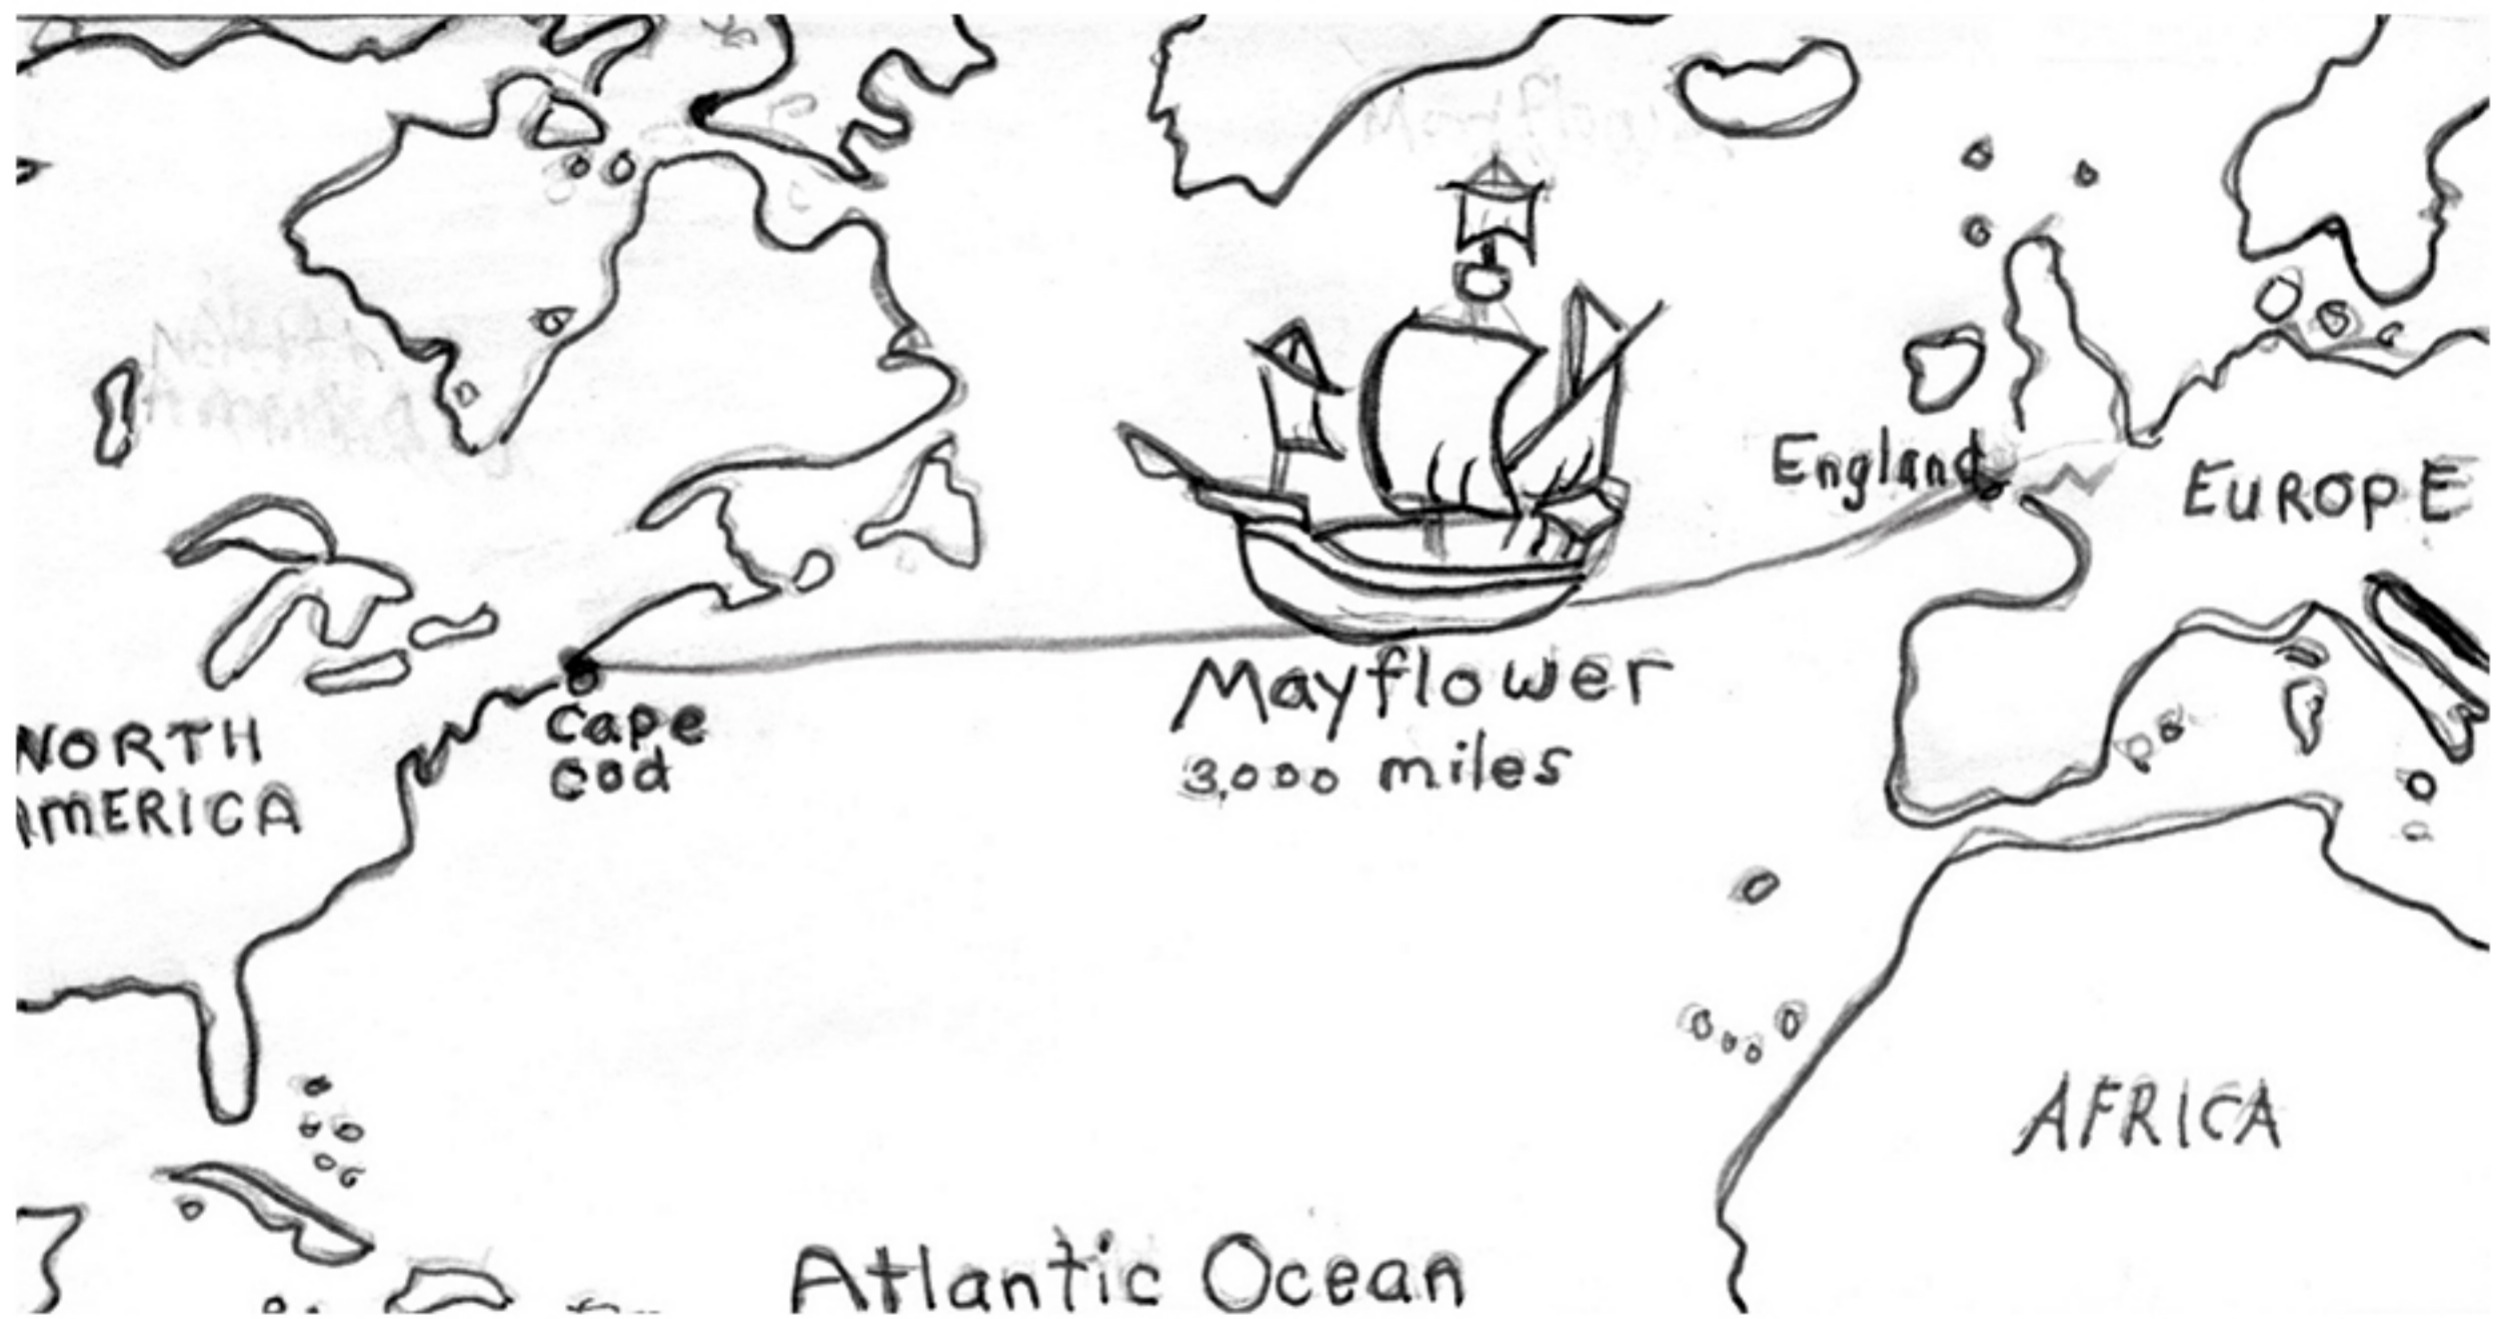 England
EUROPE
Mayflower
3,000 miles
Cape
Cod
NORTH
AMERICA
AFRICA
Atlantic Ocean